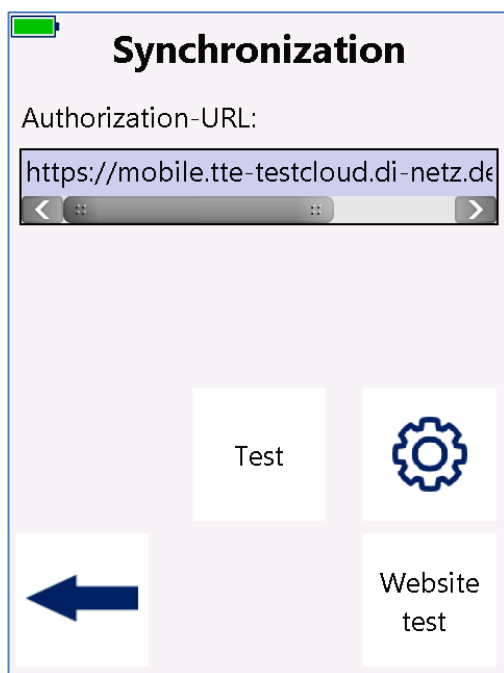 Synchronization
Authorization-URL:
https://mobile.tte-testcloud.di-netz.de
Test
Website
test